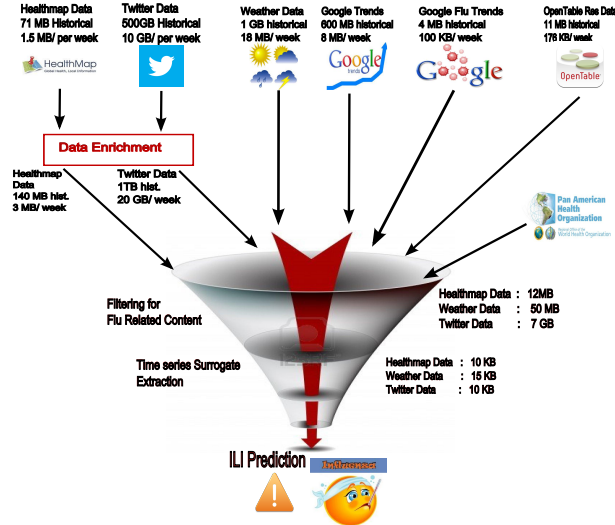 Healthmap Data
71 MB Historical
1.5 MB/ per week
HealthMap
Twitter Data
500GB Historical
10 GB/ per week
Weather Data
1 GB historical
18 MB/ week
Google Trends
600 MB historical
8 MB/ week
Google
trends
Google Flu Trends
4 MB historical
100 KB/ week
Google
OpenTable Res Data
11 MB historical
176 KB/ week
OpenTable
Data Enrichment
Healthmap
Data
140 MB hist.
3 MB/ week
Twitter Data
1TB hist.
20 GB/ week
Pan American
Health
Organization
World Health Organization
Filtering for
Flu Related Content
Healthmap Data : 12MB
Weather Data : 50 MB
Twitter Data : 7 GB
Time series Surrogate
Extraction
Healthmap Data : 10 KB
Weather Data : 15 KB
Twitter Data : 10 KB
ILI Prediction
Influenza